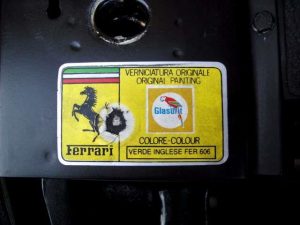 VERNICIATURA ORIGINALE
ORIGINAL PAINTING
Glasurit
COLORE-COLOUR
Ferrari
VERDE INGLESE FER 606